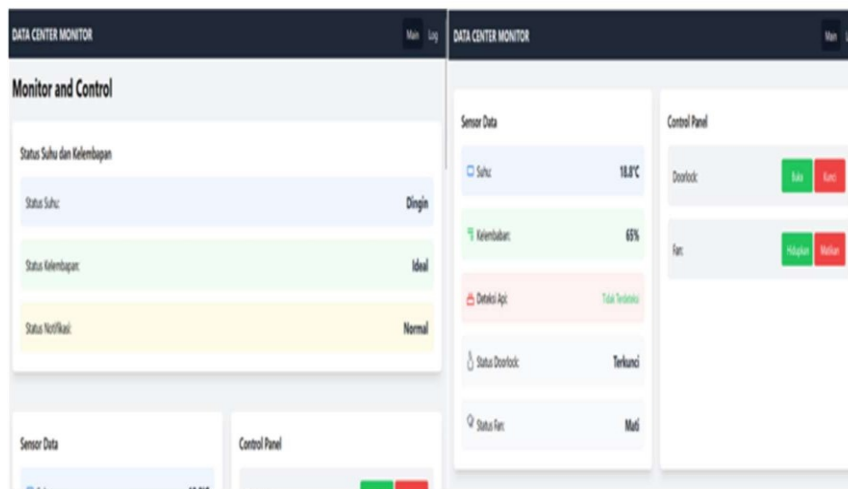 DATA CENTER MONITOR
Main Log
Monitor and Control
Status Suhu dan Kelembapan
Status Suhu: Dingin
Status Kelembapan: Ideal
Status Notifikasi: Normal
Sensor Data
Control Panel
DATA CENTER MONITOR
Main
Sensor Data
Suhu: 18.8°C
Kelembaban: 65%
Deteksi Api: Tidak Terdeteksi
Status Doorlock: Terkunci
Status Fan: Mati
Control Panel
Doorlock: Buka Kunci
Fan: Hidupkan Matikan